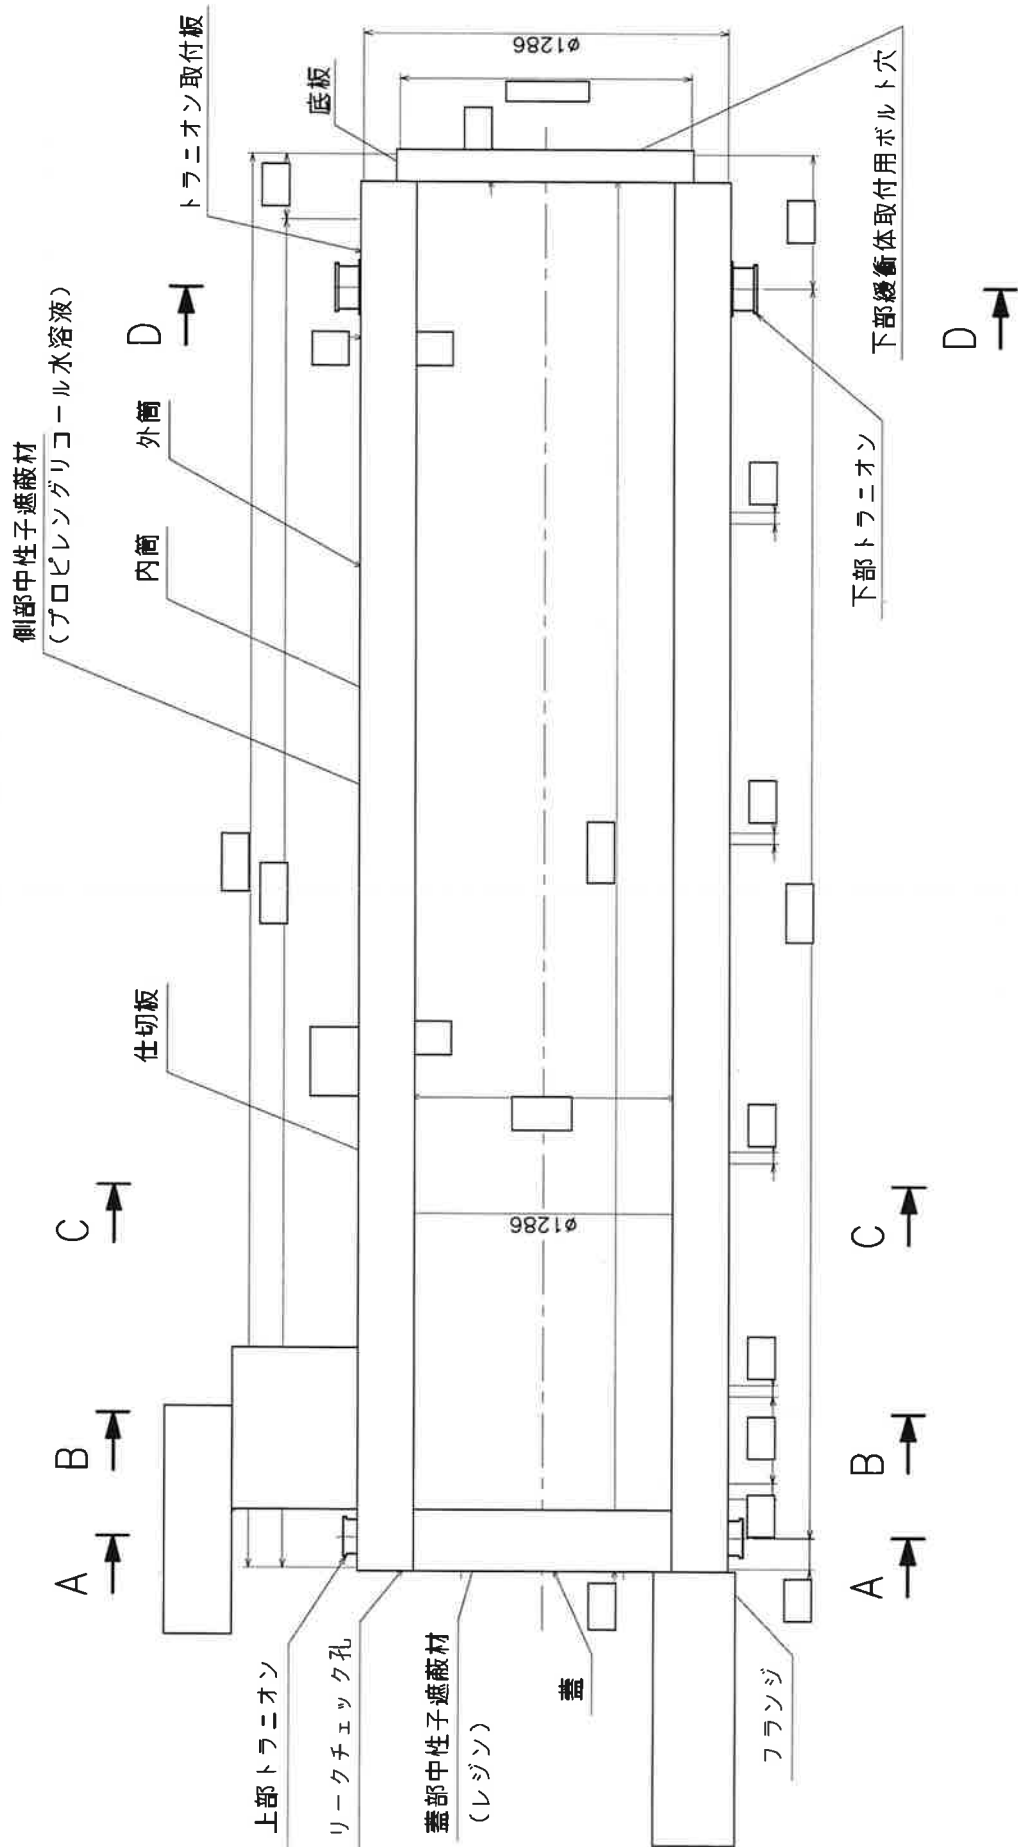 側部中性子遮蔽材
(プロピレングリコール水溶液)
トラニオン取付板
底板
外筒
内筒
仕切板
D
C
B
A
φ1286
φ1286
D
C
B
A
下部緩衝体取付用ボルト穴
下部トラニオン
上部トラニオン
リークチェック孔
蓋部中性子遮蔽材
(レジン)
蓋
フランジ